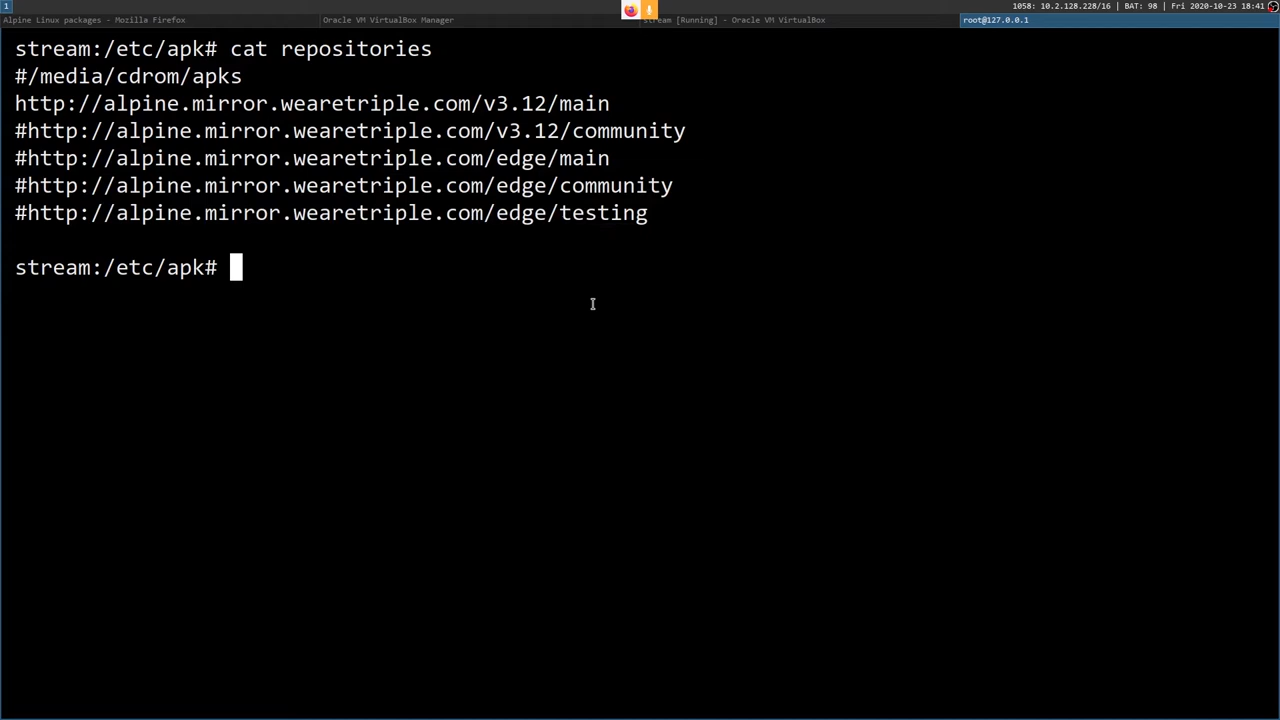 1
1058: 10.2.128.228/16 | BAT: 98 | Fri 2020-10-23 18:41
Alpine Linux packages - Mozilla Firefox
Oracle VM VirtualBox Manager
stream [Running] - Oracle VM VirtualBox
root@127.0.0.1
stream:/etc/apk# cat repositories
#/media/cdrom/apks
http://alpine.mirror.wearetriple.com/v3.12/main
#http://alpine.mirror.wearetriple.com/v3.12/community
#http://alpine.mirror.wearetriple.com/edge/main
#http://alpine.mirror.wearetriple.com/edge/community
#http://alpine.mirror.wearetriple.com/edge/testing
stream:/etc/apk#